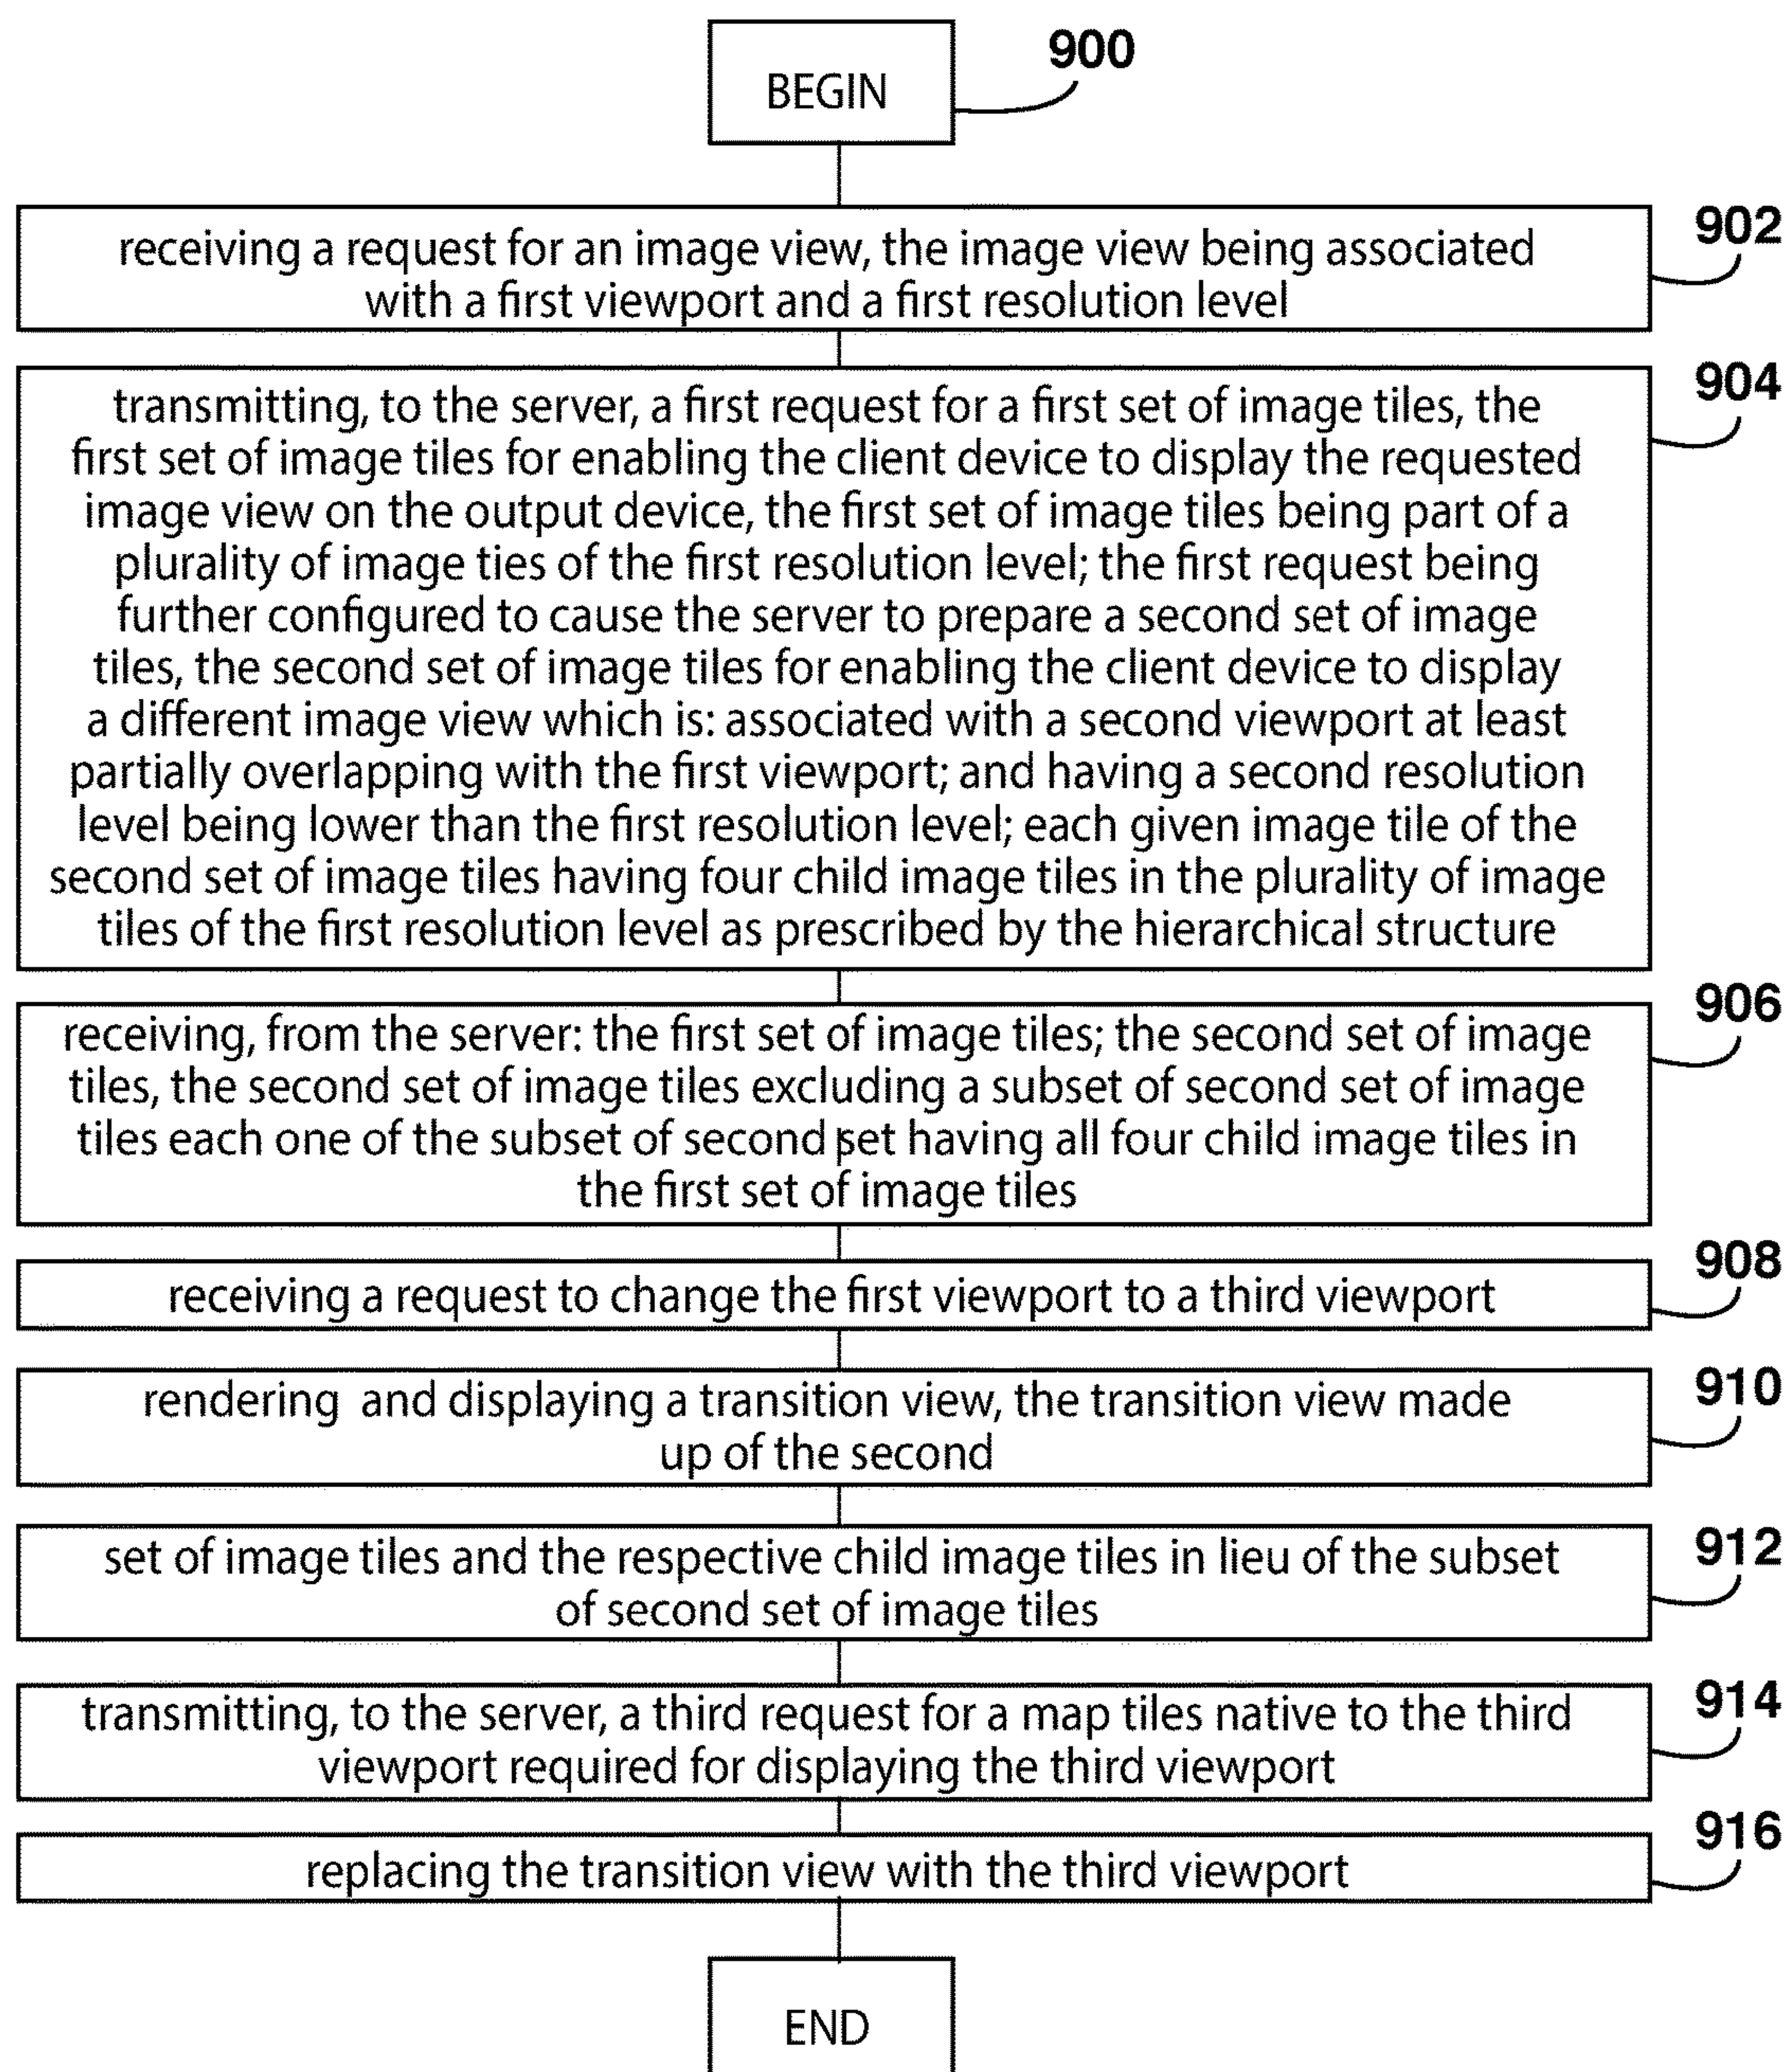 BEGIN
900
receiving a request for an image view, the image view being associated
with a first viewport and a first resolution level
902
transmitting, to the server, a first request for a first set of image tiles, the
first set of image tiles for enabling the client device to display the requested
image view on the output device, the first set of image tiles being part of a
plurality of image ties of the first resolution level; the first request being
further configured to cause the server to prepare a second set of image
tiles, the second set of image tiles for enabling the client device to display
a different image view which is: associated with a second viewport at least
partially overlapping with the first viewport; and having a second resolution
level being lower than the first resolution level; each given image tile of the
second set of image tiles having four child image tiles in the plurality of image
tiles of the first resolution level as prescribed by the hierarchical structure
904
receiving, from the server: the first set of image tiles; the second set of image
tiles, the second set of image tiles excluding a subset of second set of image
tiles each one of the subset of second set having all four child image tiles in
the first set of image tiles
906
receiving a request to change the first viewport to a third viewport
908
rendering and displaying a transition view, the transition view made
up of the second
910
set of image tiles and the respective child image tiles in lieu of the subset
of second set of image tiles
912
transmitting, to the server, a third request for a map tiles native to the third
viewport required for displaying the third viewport
914
replacing the transition view with the third viewport
916
END